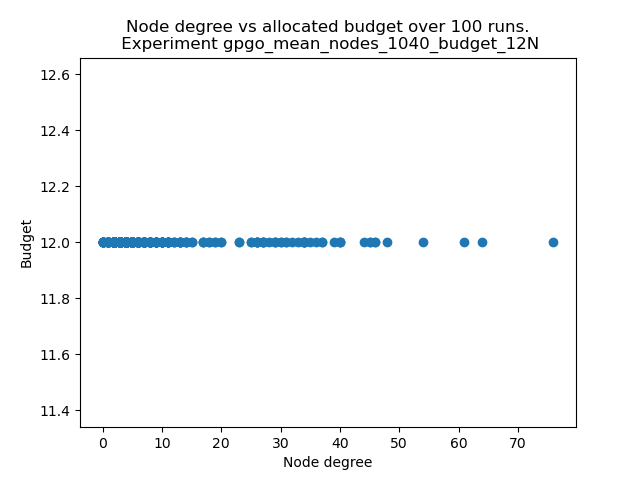 Node degree vs allocated budget over 100 runs.
Experiment gpgo_mean_nodes_1040_budget_12N
12.6
12.4
12.2
12.0
11.8
11.6
11.4
Budget
0 10 20 30 40 50 60 70
Node degree